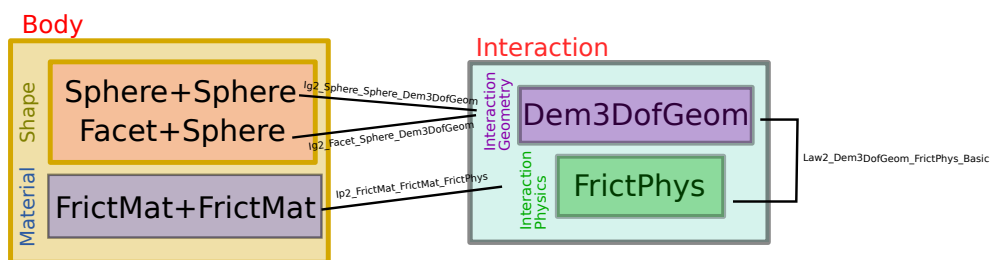 Body
Interaction
Shape
Sphere+Sphere
Facet+Sphere
Material
FrictMat+FrictMat
Ig2_Sphere_Sphere_Dem3DofGeom
Ig2_Facet_Sphere_Dem3DofGeom
Ip2_FrictMat_FrictMat_FrictPhys
Interaction
Geometry
Dem3DofGeom
Interaction
Physics
FrictPhys
Law2_Dem3DofGeom_FrictPhys_Basic